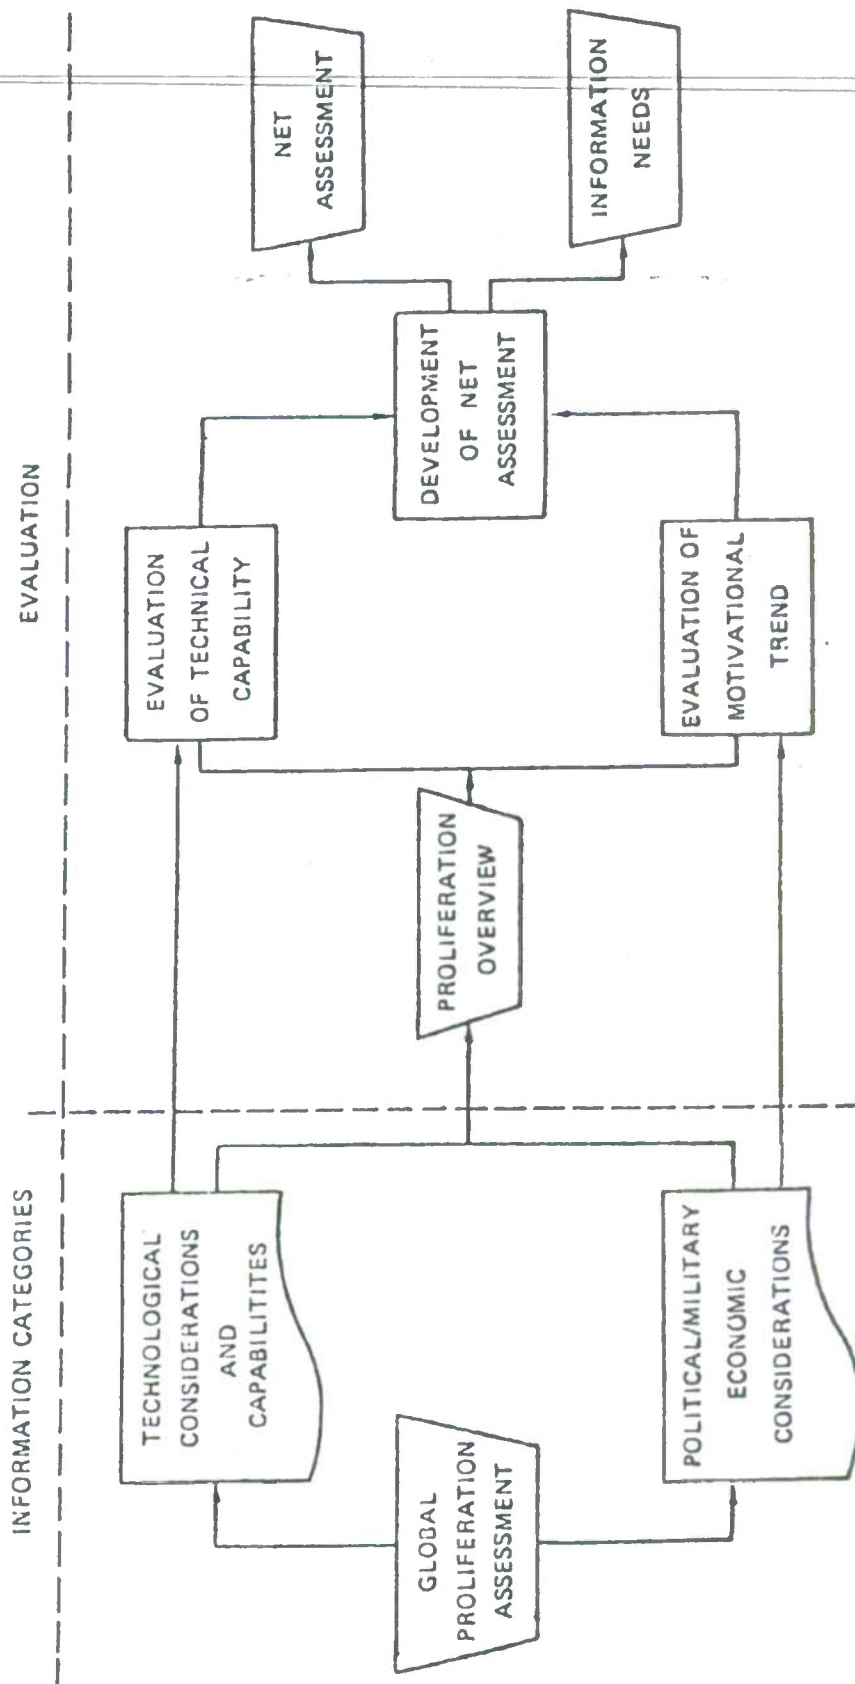 INFORMATION CATEGORIES
EVALUATION
GLOBAL
PROLIFERATION
ASSESSMENT
TECHNOLOGICAL
CONSIDERATIONS
AND
CAPABILITITES
POLITICAL/MILITARY
ECONOMIC
CONSIDERATIONS
PROLIFERATION
OVERVIEW
EVALUATION
OF TECHNICAL
CAPABILITY
EVALUATION OF
MOTIVATIONAL
TREND
DEVELOPMENT
OF NET
ASSESSMENT
NET
ASSESSMENT
INFORMATION
NEEDS